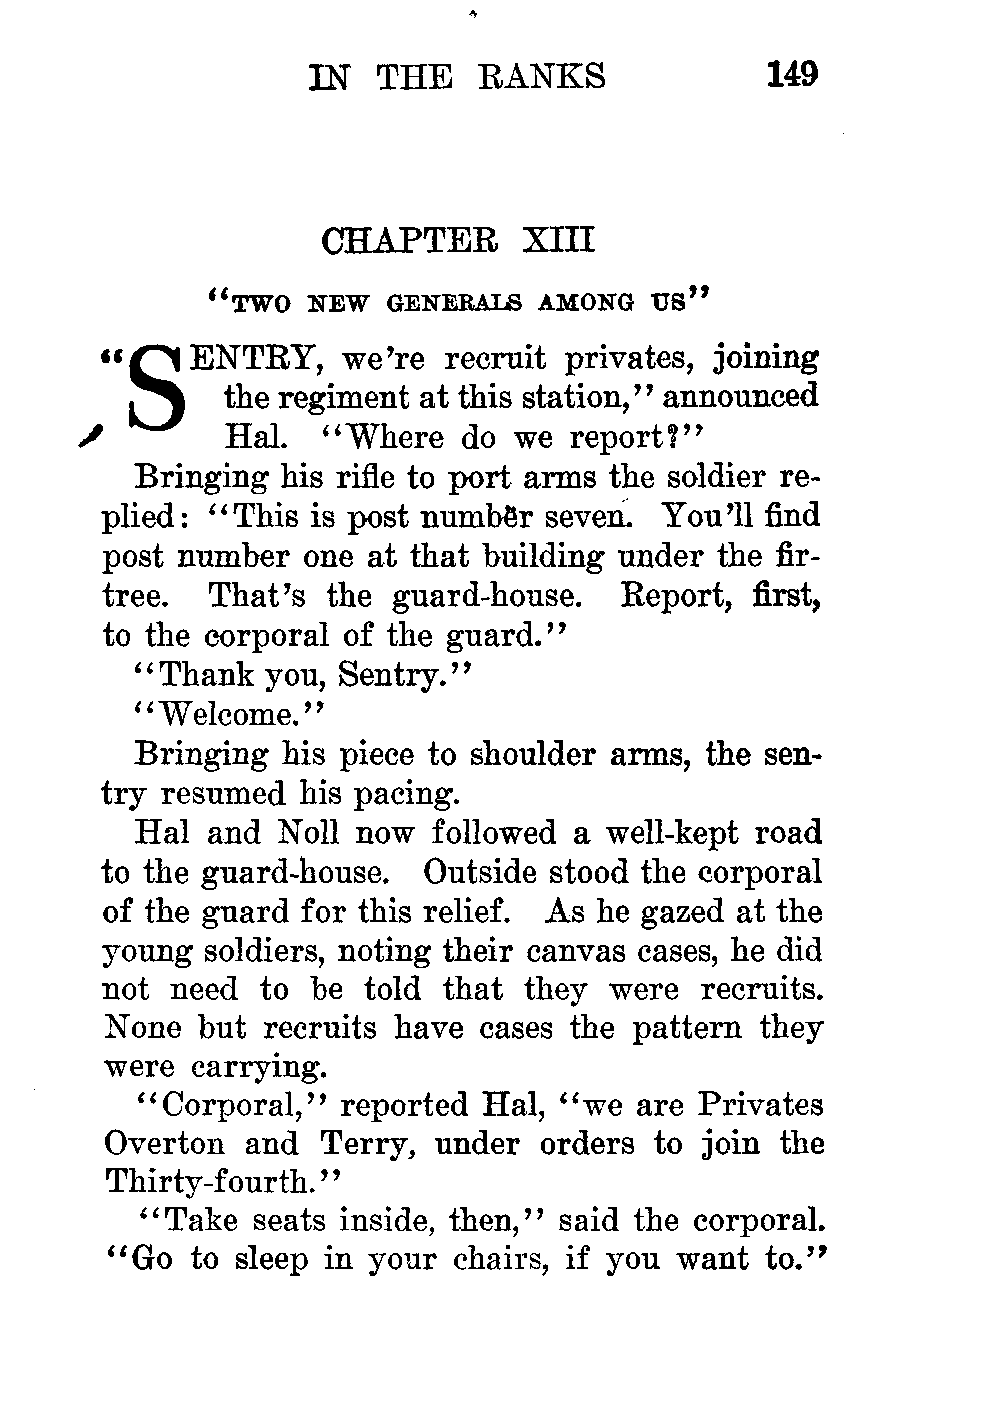 IN THE RANKS 149
CHAPTER XIII
"TWO NEW GENERALS AMONG US"
"SENTRY, we're recruit privates, joining
the regiment at this station," announced
Hal. "Where do we report?"
Bringing his rifle to port arms the soldier re-
plied: "This is post number seven. You'll find
post number one at that building under the fir-
tree. That's the guard-house. Report, first,
to the corporal of the guard."
"Thank you, Sentry."
"Welcome."
Bringing his piece to shoulder arms, the sen-
try resumed his pacing.
Hal and Noll now followed a well-kept road
to the guard-house. Outside stood the corporal
of the guard for this relief. As he gazed at the
young soldiers, noting their canvas cases, he did
not need to be told that they were recruits.
None but recruits have cases the pattern they
were carrying.
"Corporal," reported Hal, "we are Privates
Overton and Terry, under orders to join the
Thirty-fourth."
"Take seats inside, then," said the corporal.
"Go to sleep in your chairs, if you want to."